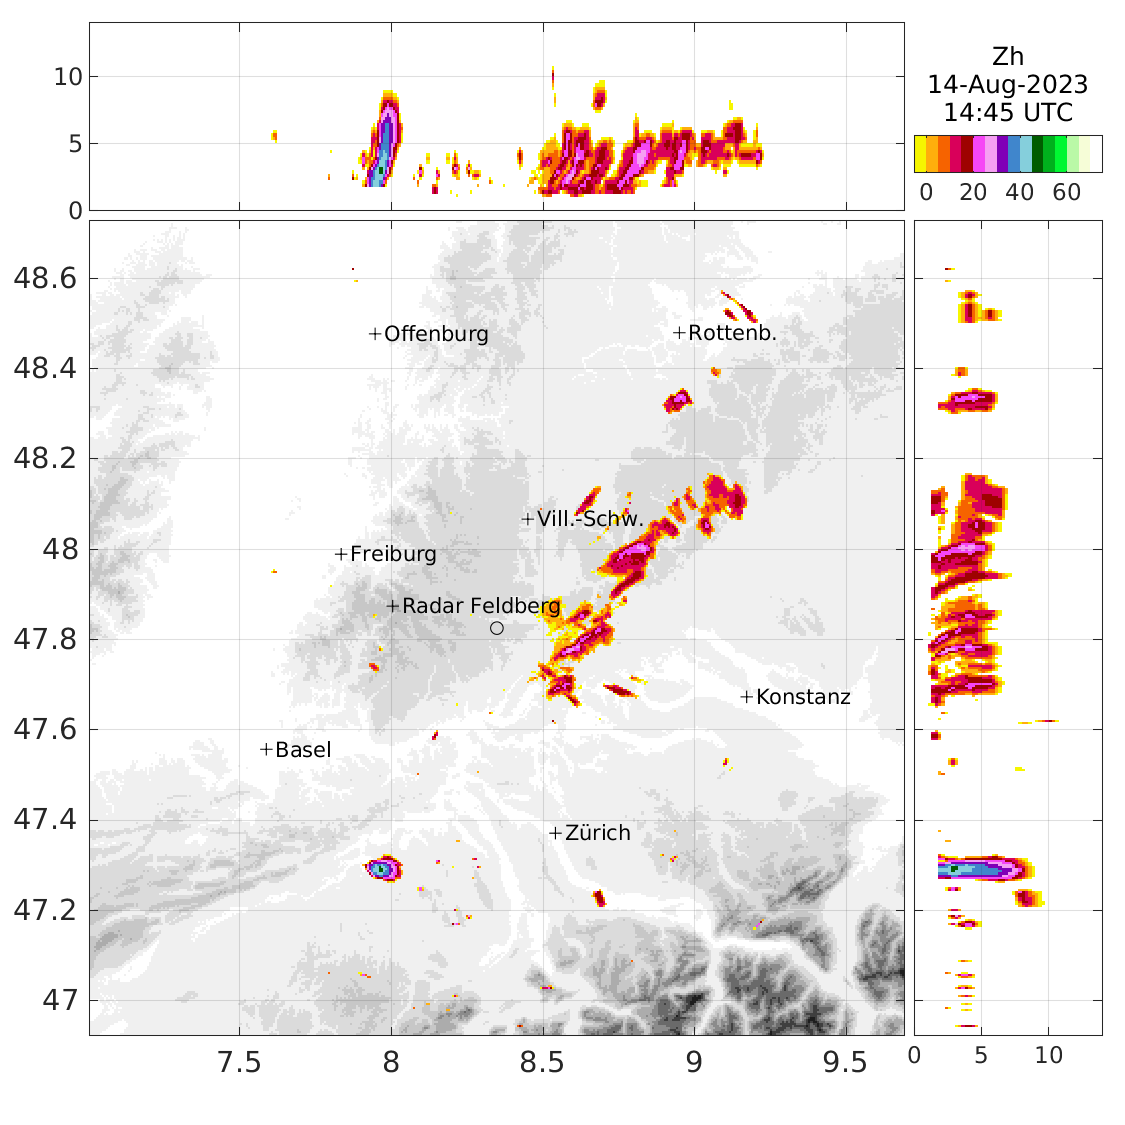 Zh
14-Aug-2023
14:45 UTC
0 20 40 60
10
5
0
48.6
48.4
48.2
48
47.8
47.6
47.4
47.2
47
+Offenburg
+Rottenb.
+Vill.-Schw.
+Freiburg
+Radar Feldberg
+Konstanz
+Basel
+Zürich
7.5 8 8.5 9 9.5
0 5 10